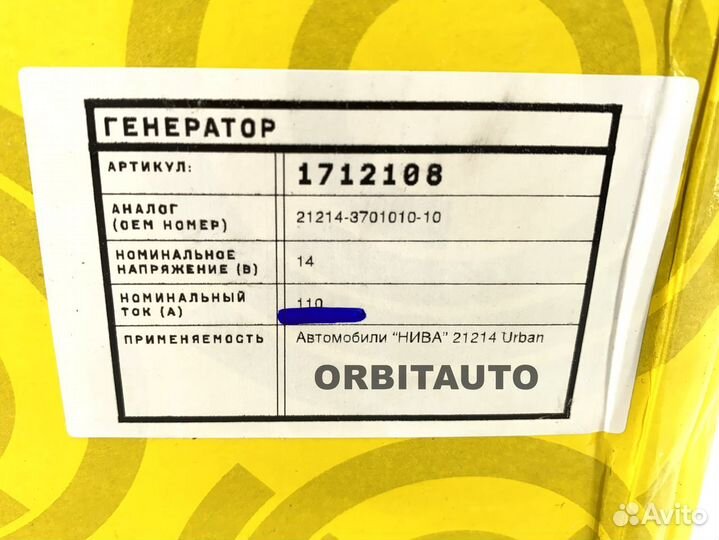 ГЕНЕРАТОР
АРТИКУЛ: 1712108
АНАЛОГ
(OEM НОМЕР) 21214-3701010-10
НОМИНАЛЬНОЕ
НАПРЯЖЕНИЕ (В) 14
НОМИНАЛЬНЫЙ
ТОК (А) 110
ПРИМЕНЯЕМОСТЬ Автомобили "НИВА" 21214 Urban
ORBITAUTO
Avito